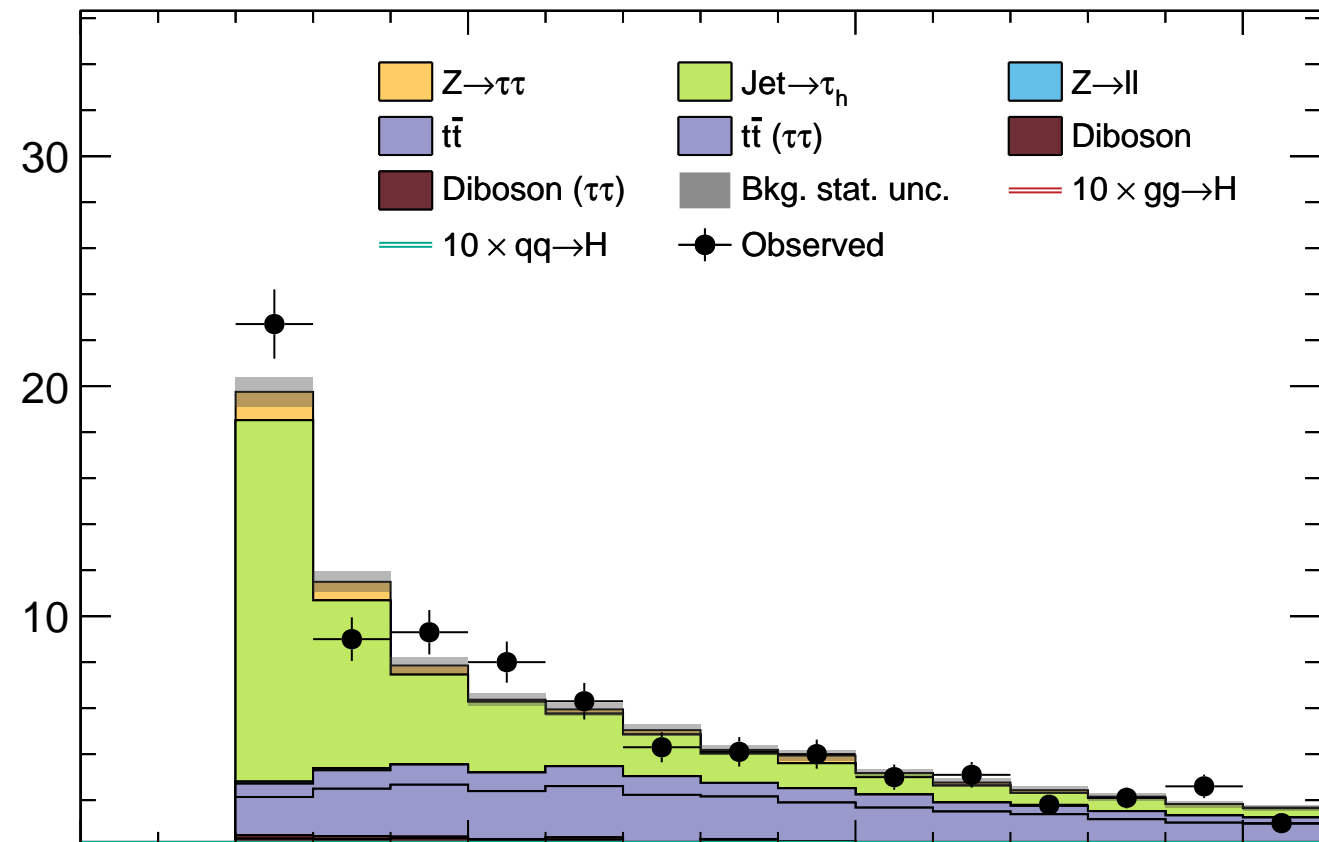 Z→ττ Jet→τh Z→ll
tt̄ tt̄ (ττ) Diboson
30
Diboson (ττ) Bkg. stat. unc. 10 × gg→H
10 × qq→H Observed
20
10